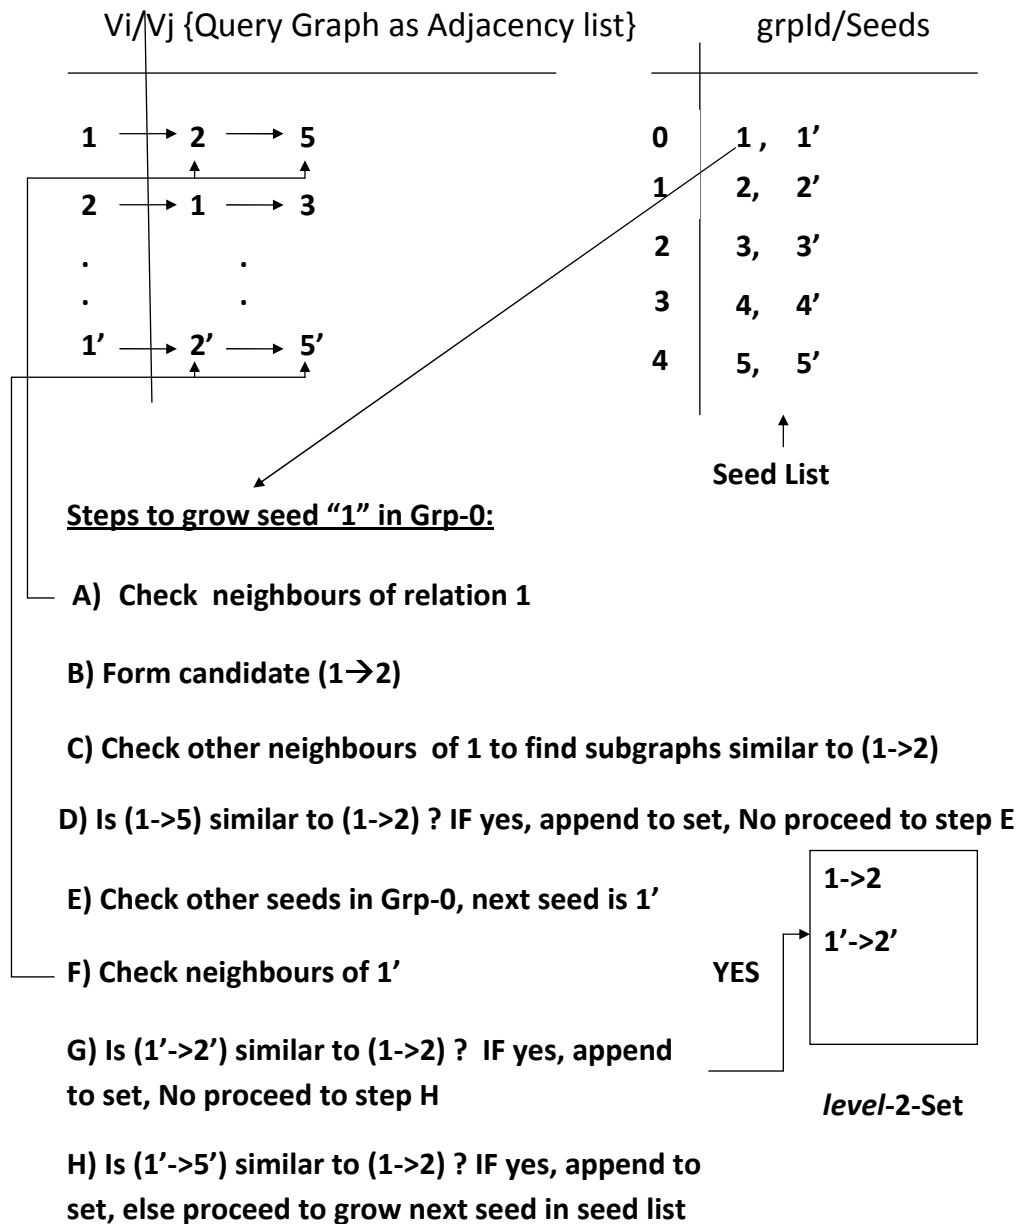 Vi/Vj {Query Graph as Adjacency list} grpId/Seeds
1 2 5 0 1 , 1’
2 1 3 1 2, 2’
. . 2 3, 3’
. . 3 4, 4’
1’ 2’ 5’ 4 5, 5’
Seed List
Steps to grow seed “1” in Grp-0:
A) Check neighbours of relation 1
B) Form candidate (1→2)
C) Check other neighbours of 1 to find subgraphs similar to (1->2)
D) Is (1->5) similar to (1->2) ? IF yes, append to set, No proceed to step E
1->2
E) Check other seeds in Grp-0, next seed is 1’
1’->2’
F) Check neighbours of 1’ YES
G) Is (1’->2’) similar to (1->2) ? IF yes, append
to set, No proceed to step H
level-2-Set
H) Is (1’->5’) similar to (1->2) ? IF yes, append to
set, else proceed to grow next seed in seed list